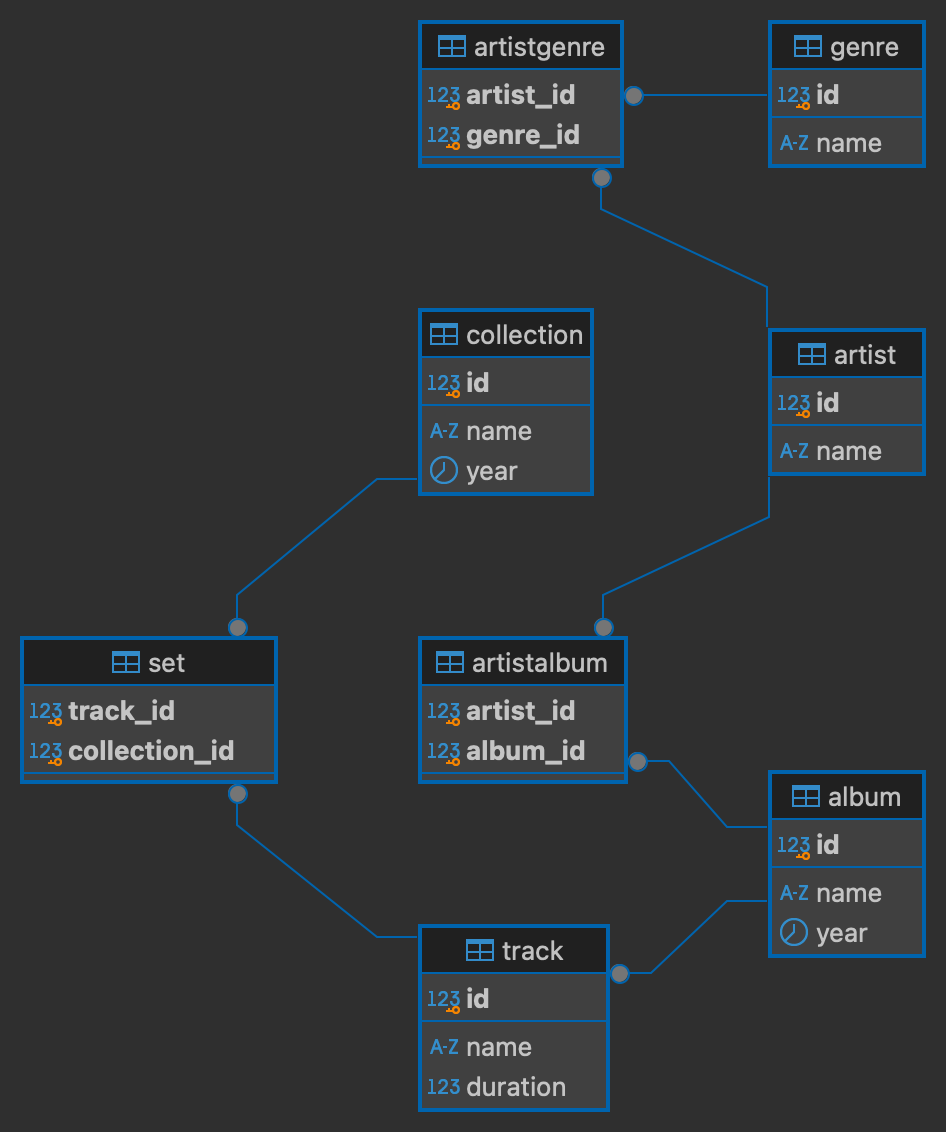 artistgenre
123 artist_id
123 genre_id
genre
123 id
A-Z name
collection
123 id
A-Z name
year
artist
123 id
A-Z name
set
123 track_id
123 collection_id
artistalbum
123 artist_id
123 album_id
album
123 id
A-Z name
year
track
123 id
A-Z name
123 duration